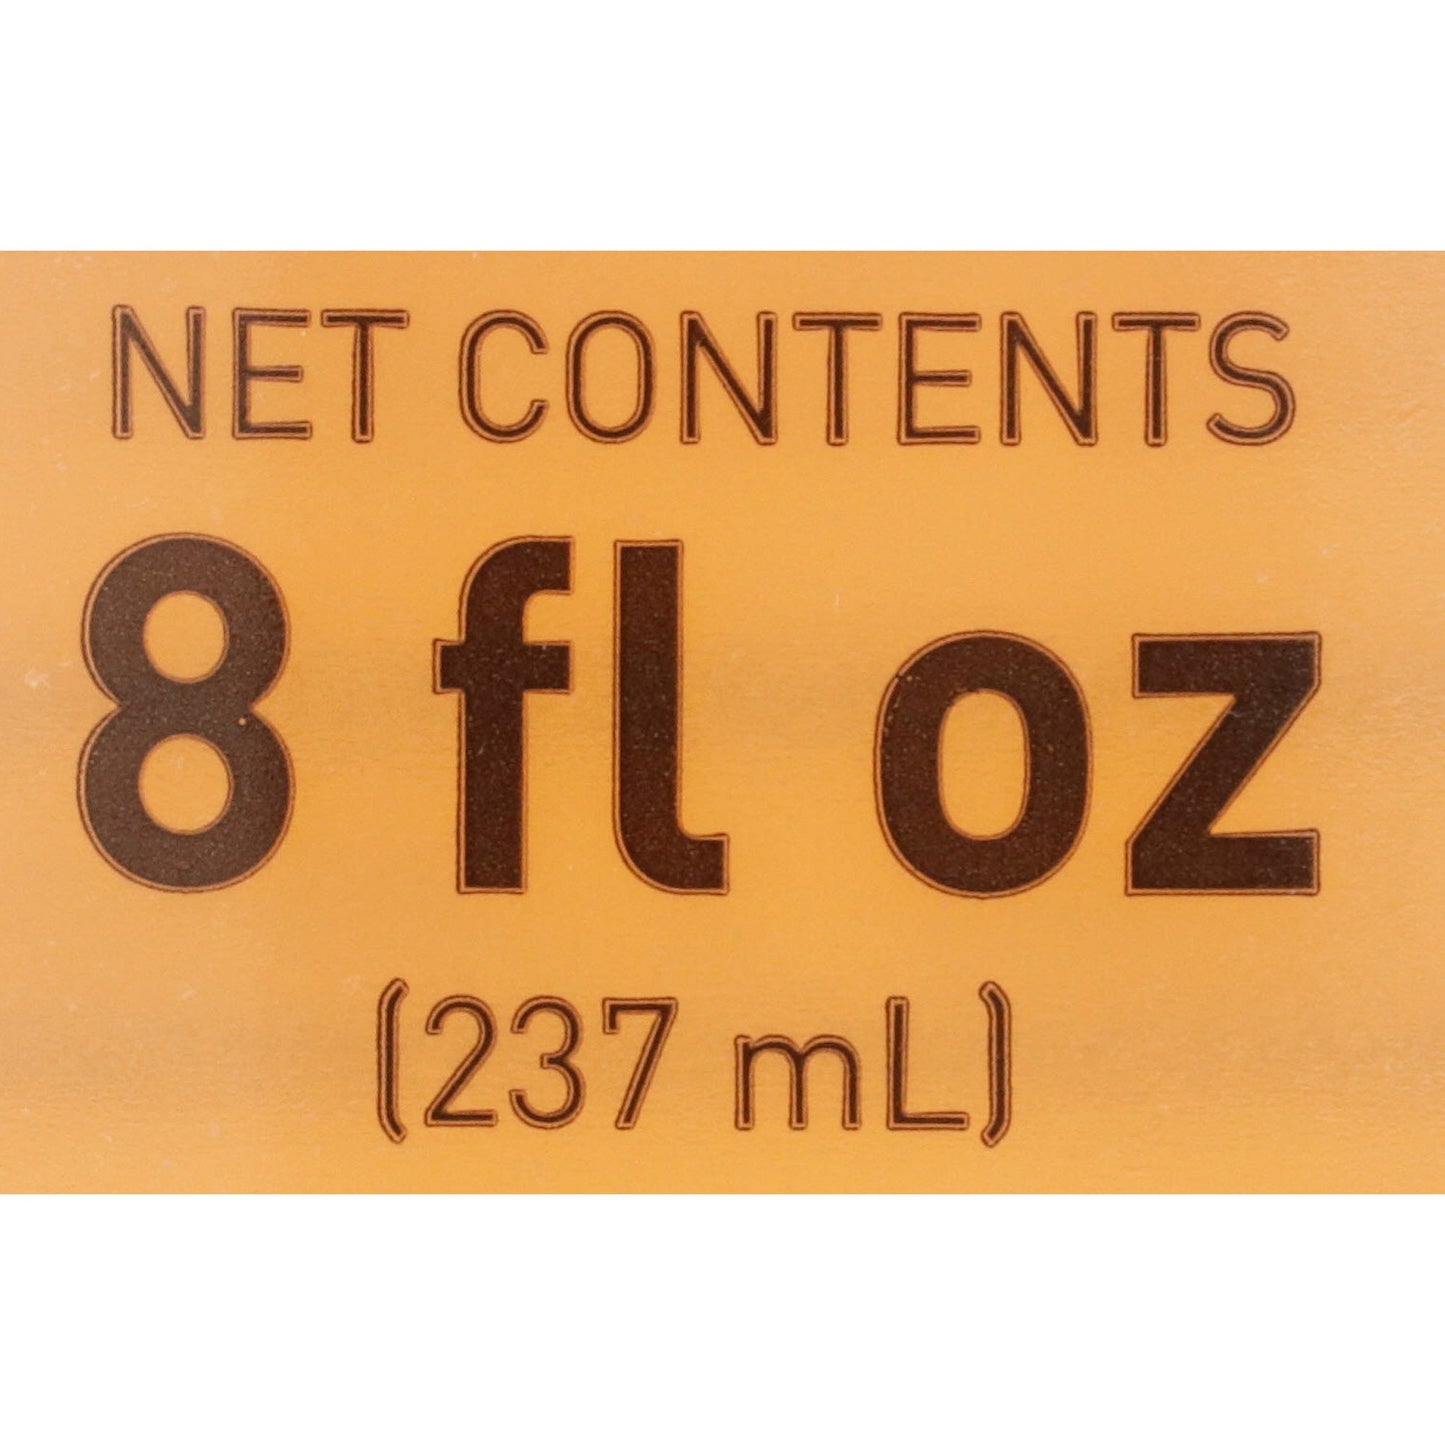 NET CONTENTS
8 fl oz
(237 mL)